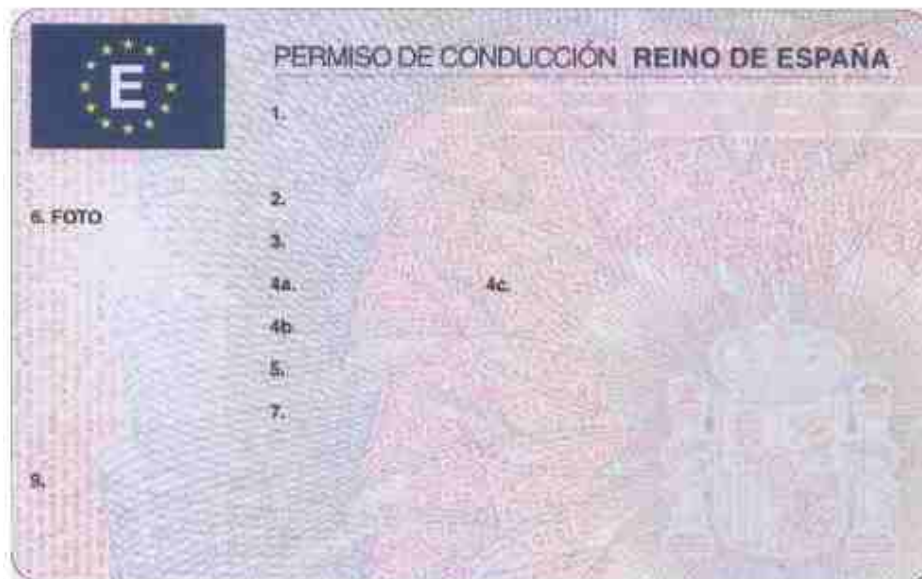 E
PERMISO DE CONDUCCIÓN REINO DE ESPAÑA
1.
2.
6. FOTO
3.
4a. 4c.
4b
5.
7.
9.